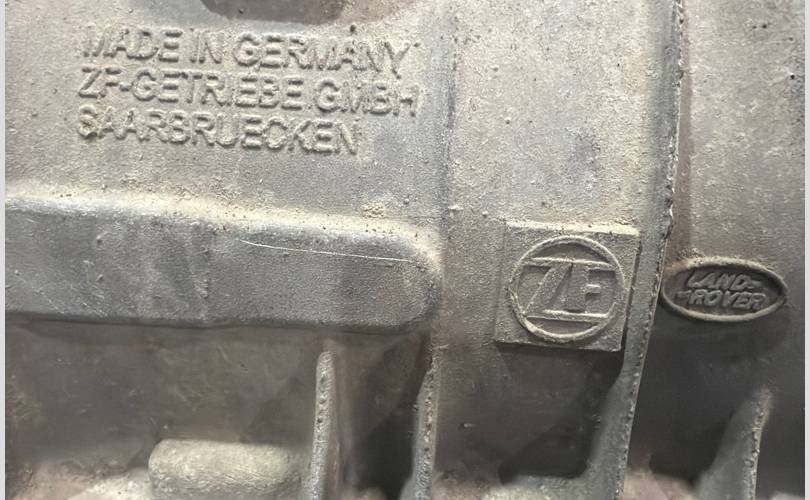 MADE IN GERMANY
ZF-GETRIEBE GMBH
SAARBRUECKEN
ZF
LAND-
-ROVER